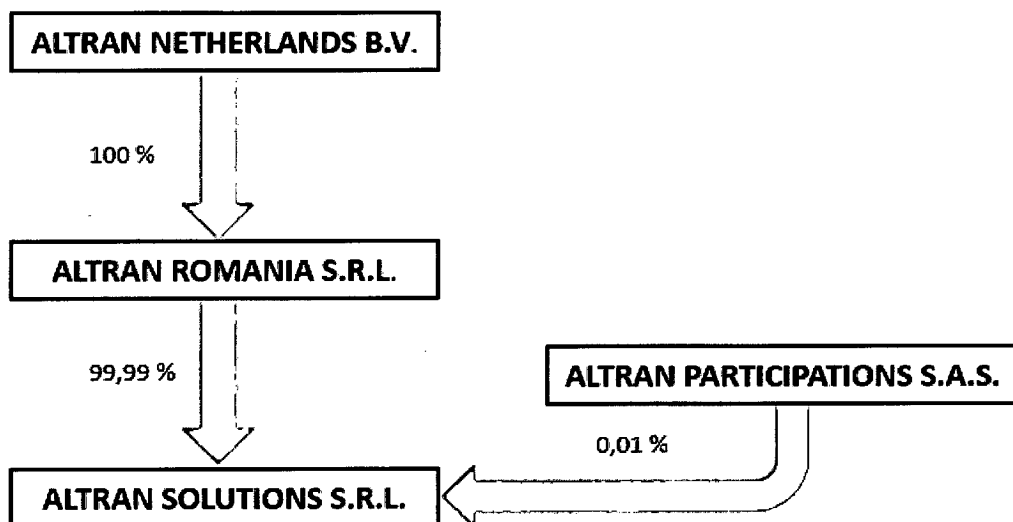 ALTRAN NETHERLANDS B.V.
100 %
ALTRAN ROMANIA S.R.L.
99,99 %
ALTRAN PARTICIPATIONS S.A.S.
0,01 %
ALTRAN SOLUTIONS S.R.L.